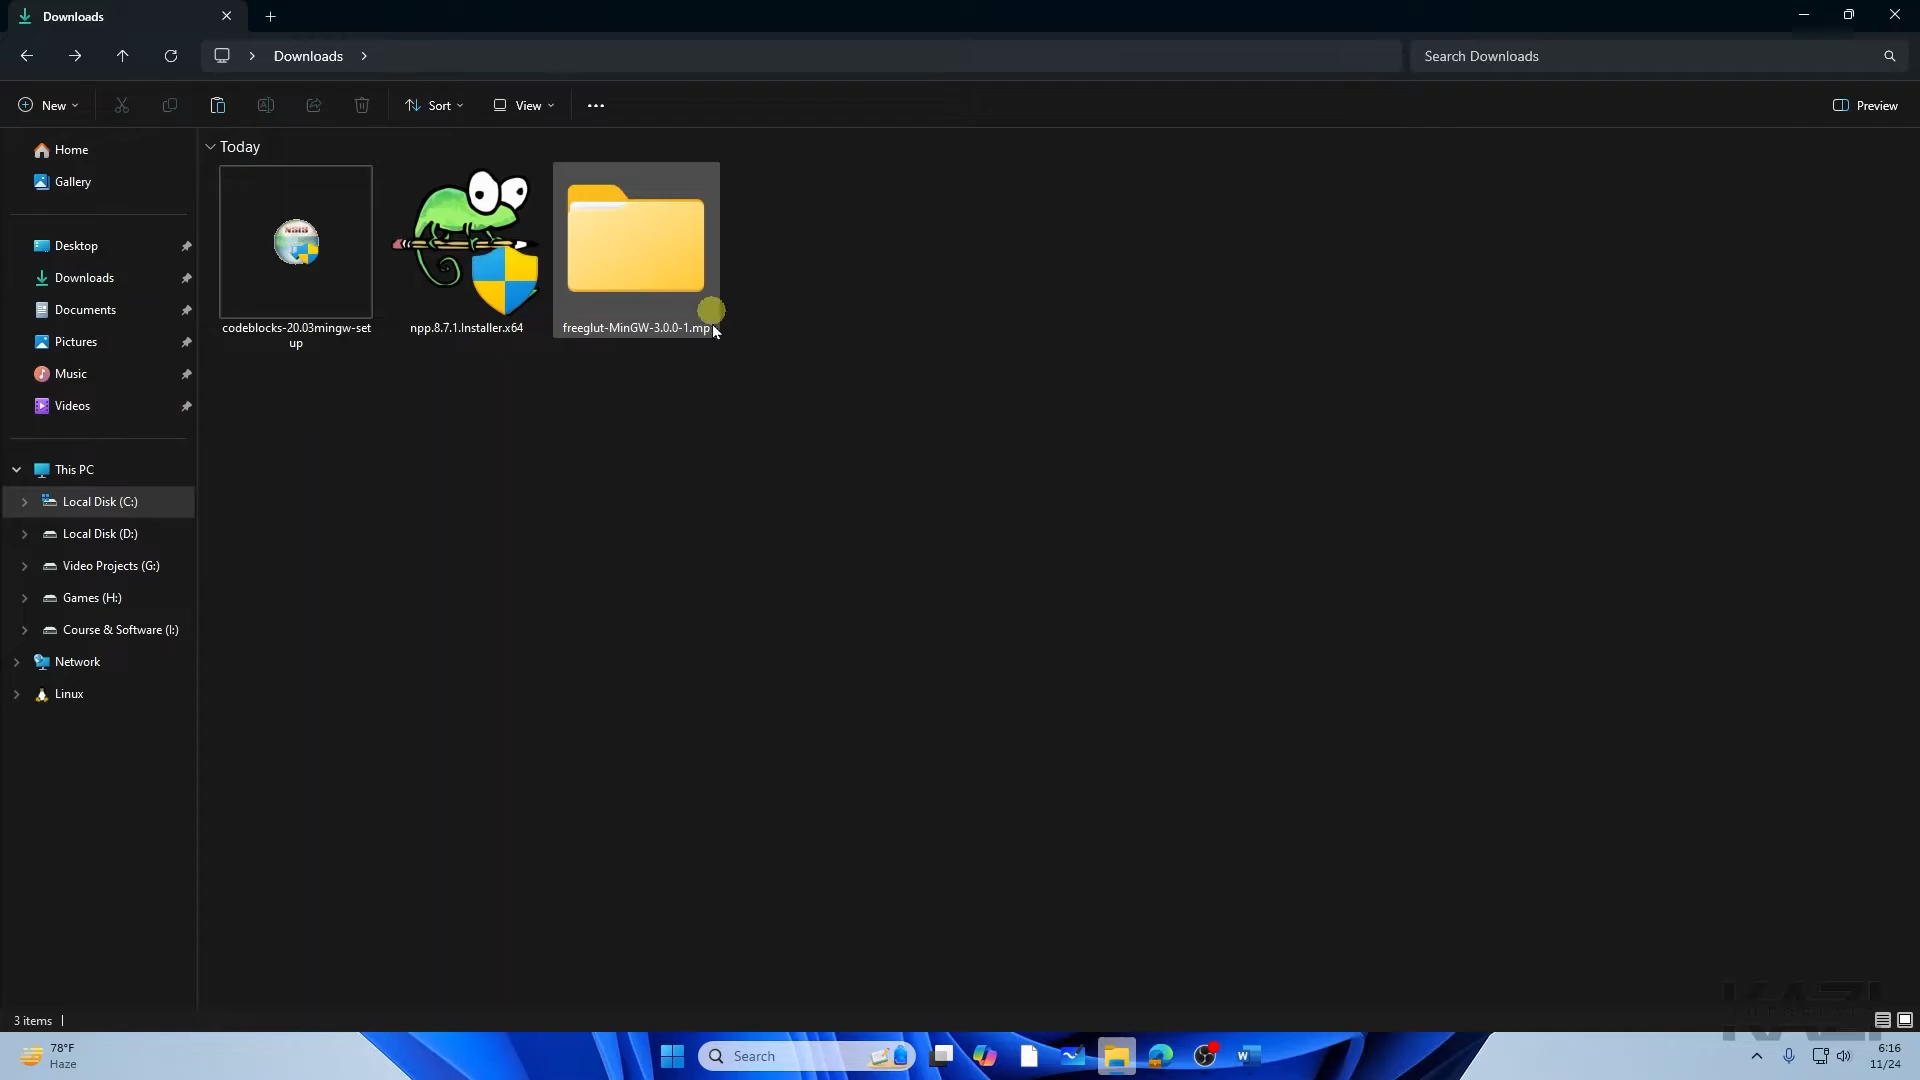 Downloads
Downloads
Search Downloads
New
Sort
View
Preview
Home
Gallery
Desktop
Downloads
Documents
Pictures
Music
Videos
This PC
Local Disk (C:)
Local Disk (D:)
Video Projects (G:)
Games (H:)
Course & Software (I:)
Network
Linux
Today
codeblocks-20.03mingw-set
up
npp.8.7.1.Installer.x64
freeglut-MinGW-3.0.0-1.mp
3 items
KAZI
78°F
Haze
Search
6:16
11/24